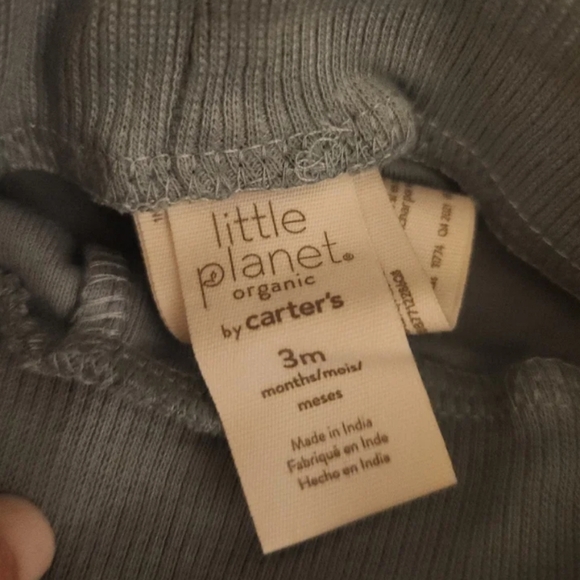 little
planet®
organic
by carter's
3m
months/mois/
meses
Made in India
Fabriqué en Inde
Hecho en India